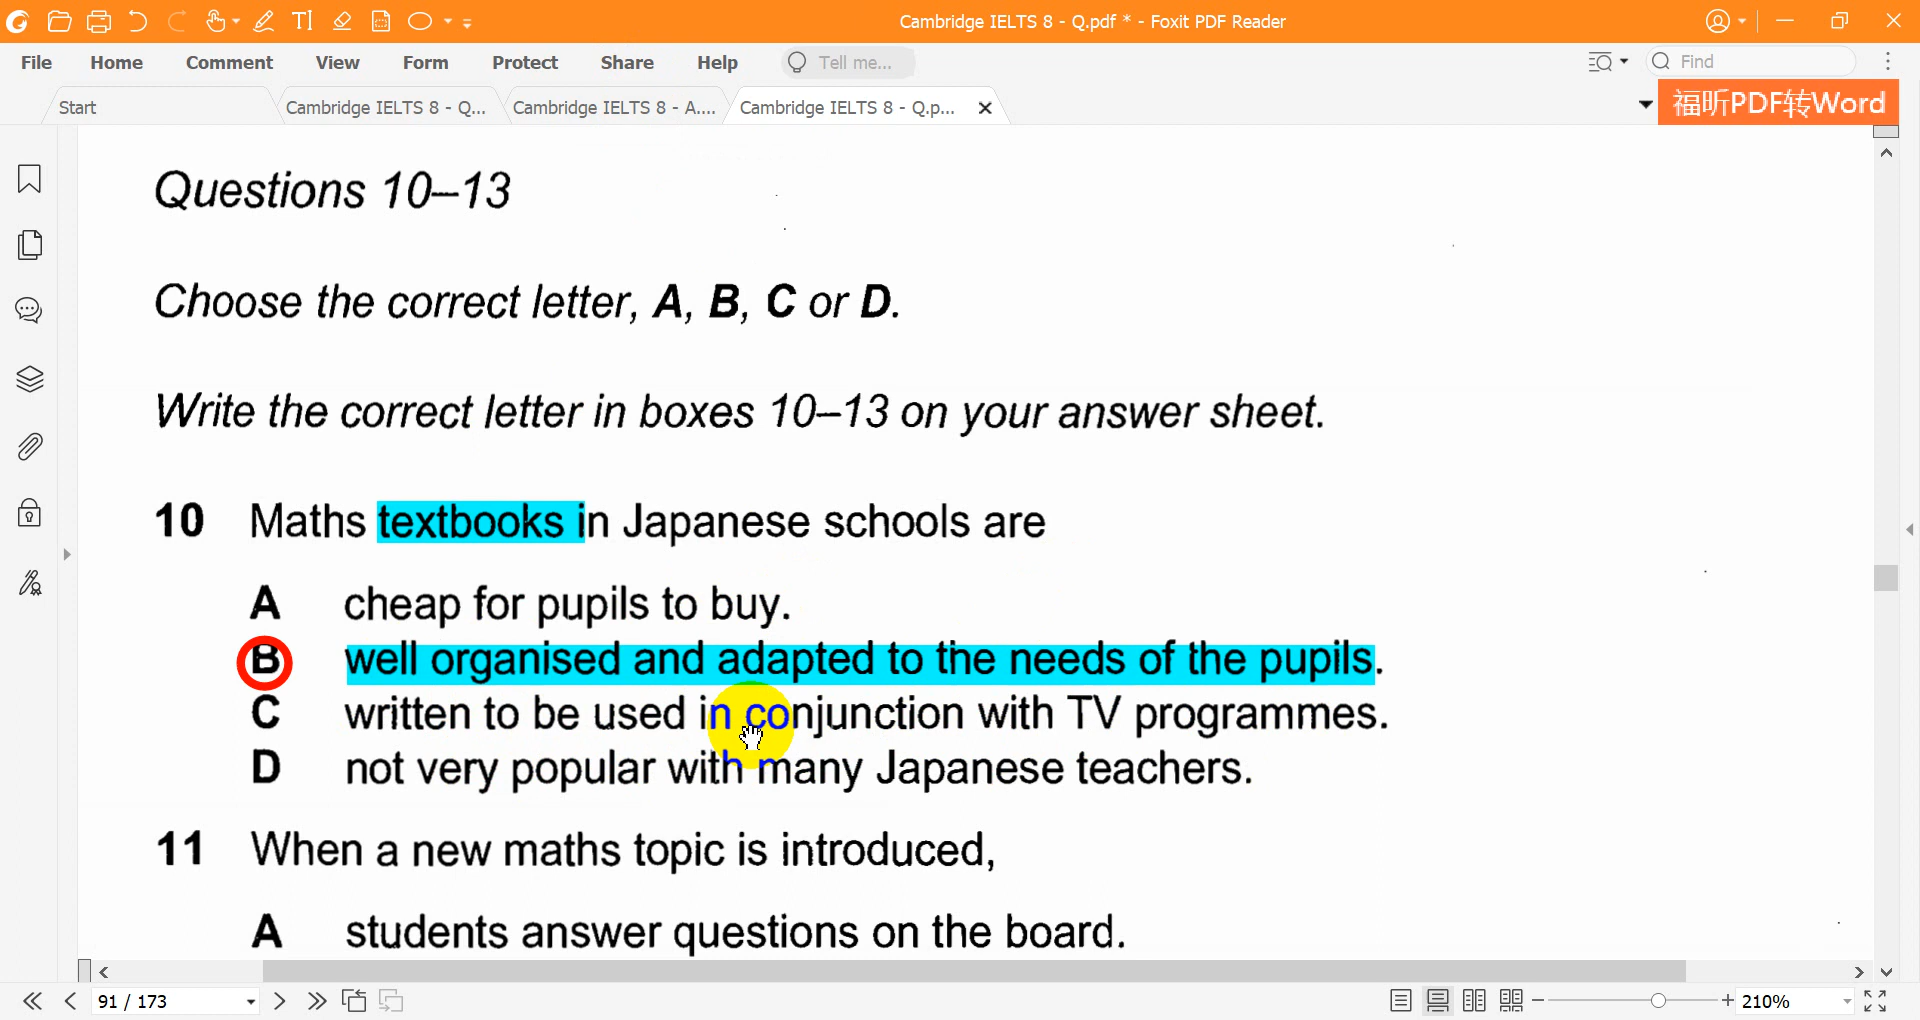 Cambridge IELTS 8 - Q.pdf * - Foxit PDF Reader
File Home Comment View Form Protect Share Help Tell me... Find
Start Cambridge IELTS 8 - Q... Cambridge IELTS 8 - A.... Cambridge IELTS 8 - Q.p... 福昕PDF转Word
Questions 10–13
Choose the correct letter, A, B, C or D.
Write the correct letter in boxes 10–13 on your answer sheet.
10 Maths textbooks in Japanese schools are
A cheap for pupils to buy.
B well organised and adapted to the needs of the pupils.
C written to be used in conjunction with TV programmes.
D not very popular with many Japanese teachers.
11 When a new maths topic is introduced,
A students answer questions on the board.
91 / 173 210%